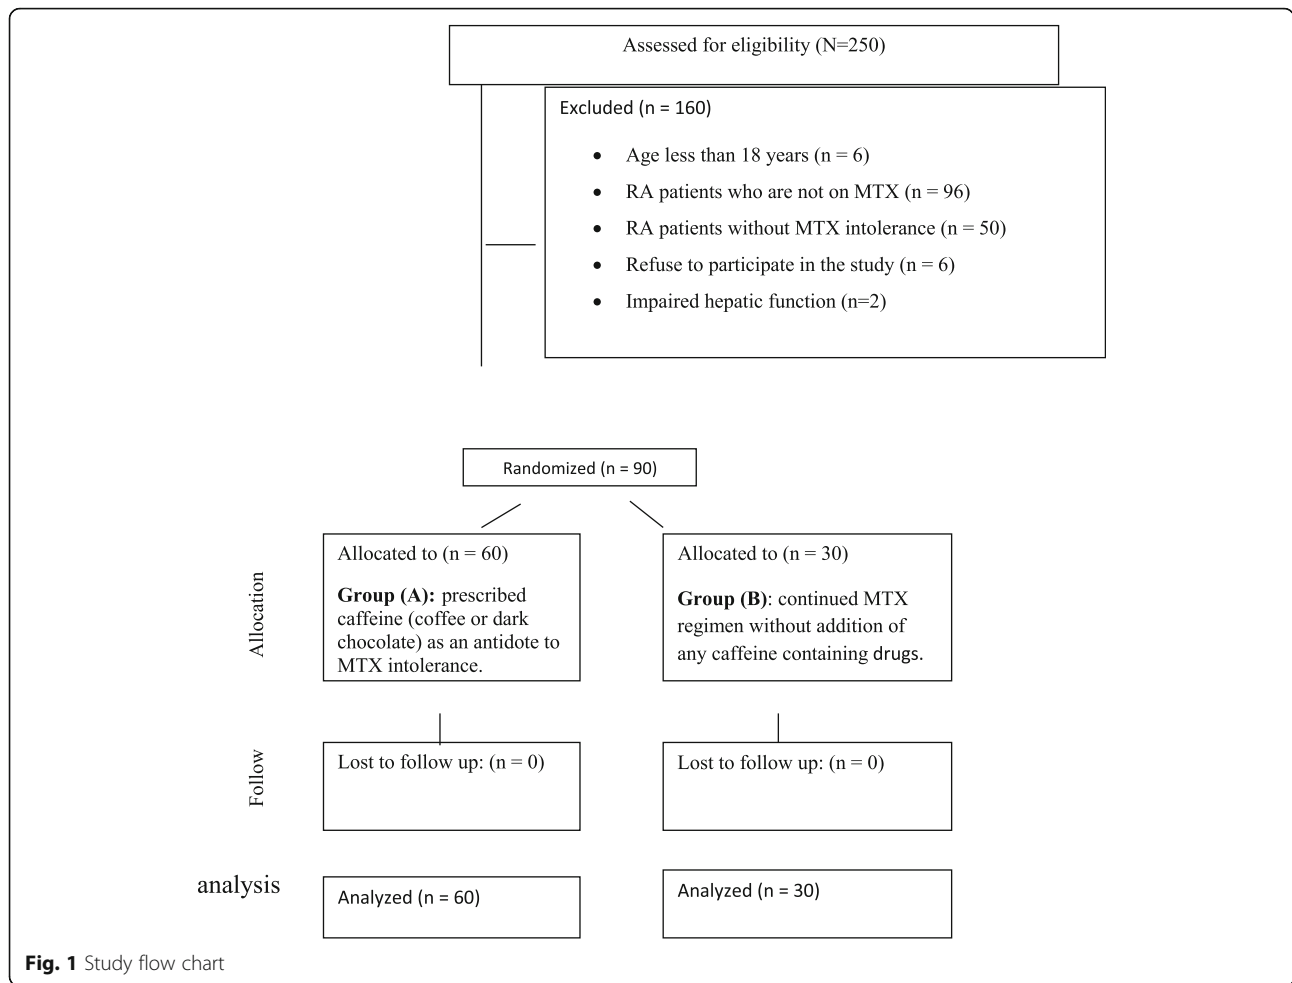 Assessed for eligibility (N=250)
Excluded (n = 160)
• Age less than 18 years (n = 6)
• RA patients who are not on MTX (n = 96)
• RA patients without MTX intolerance (n = 50)
• Refuse to participate in the study (n = 6)
• Impaired hepatic function (n=2)
Randomized (n = 90)
Allocation
Allocated to (n = 60)
Group (A): prescribed
caffeine (coffee or dark
chocolate) as an antidote to
MTX intolerance.
Allocated to (n = 30)
Group (B): continued MTX
regimen without addition of
any caffeine containing drugs.
Follow
Lost to follow up: (n = 0)
Lost to follow up: (n = 0)
analysis
Analyzed (n = 60)
Analyzed (n = 30)
Fig. 1 Study flow chart